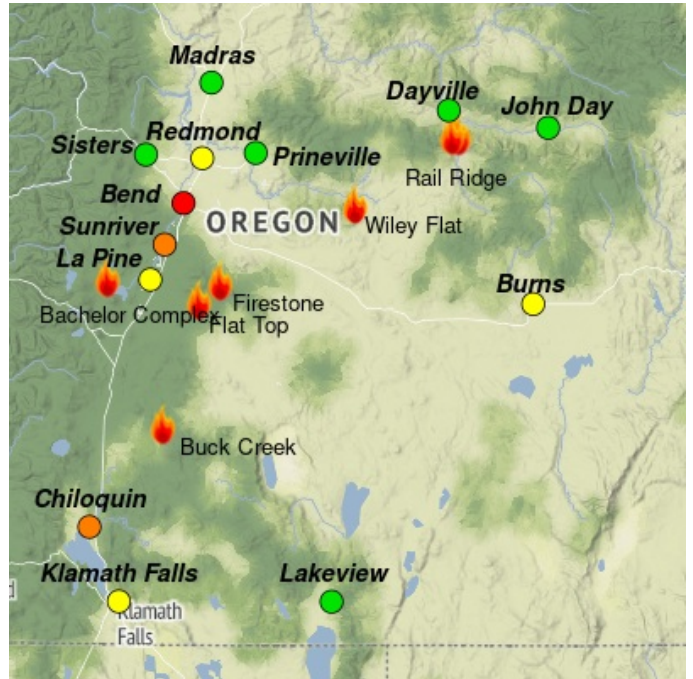 Madras
Dayville
John Day
Redmond
Sisters
Prineville
Rail Ridge
Bend
OREGON
Wiley Flat
Sunriver
La Pine
Burns
Firestone
Bachelor Complex
Flat Top
Buck Creek
Chiloquin
Klamath Falls
Lakeview
d
Klamath
Falls